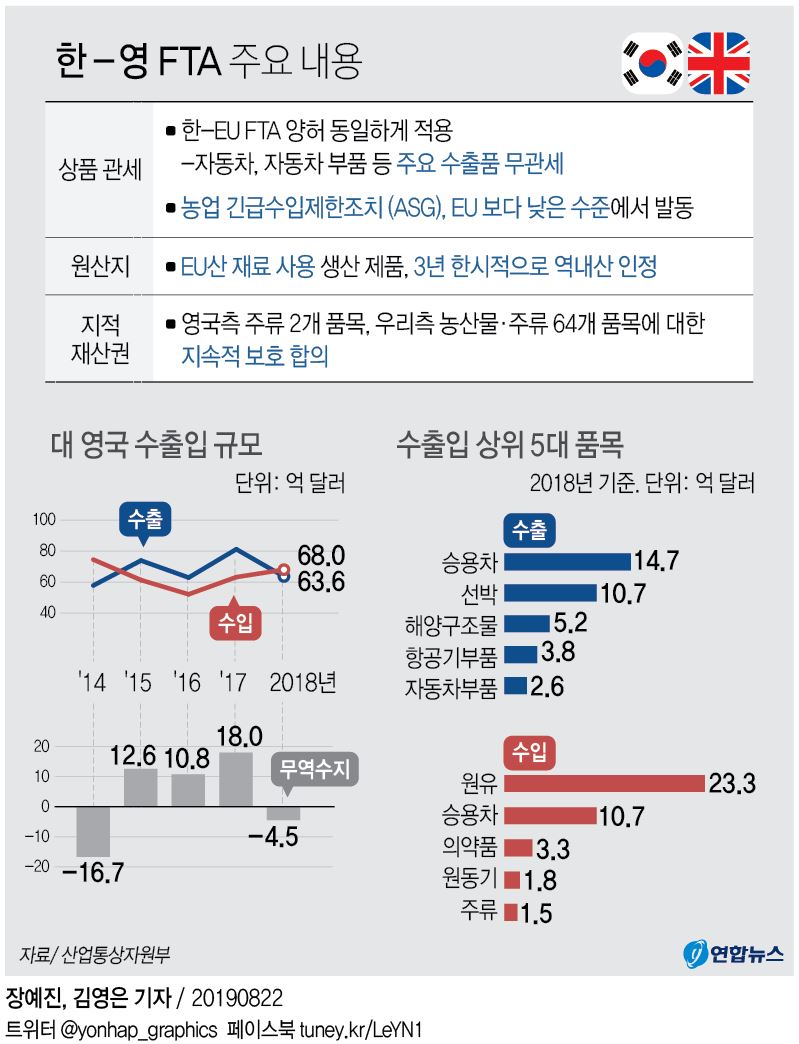 한-영 FTA 주요 내용
상품 관세
■ 한-EU FTA 양허 동일하게 적용
-자동차, 자동차 부품 등 주요 수출품 무관세
■ 농업 긴급수입제한조치 (ASG), EU 보다 낮은 수준에서 발동
원산지
■ EU산 재료 사용 생산 제품, 3년 한시적으로 역내산 인정
지적
재산권
■ 영국측 주류 2개 품목, 우리측 농산물·주류 64개 품목에 대한
지속적 보호 합의
대 영국 수출입 규모
단위: 억 달러
100
80
60
40
수출
수입
68.0
63.6
'14 '15 '16 '17 2018년
20
10
0
-10
-20
-16.7
12.6
10.8
18.0
-4.5
무역수지
수출입 상위 5대 품목
2018년 기준. 단위: 억 달러
수출
승용차 14.7
선박 10.7
해양구조물 5.2
항공기부품 3.8
자동차부품 2.6
수입
원유 23.3
승용차 10.7
의약품 3.3
원동기 1.8
주류 1.5
자료/ 산업통상자원부
y 연합뉴스
장예진, 김영은 기자 / 20190822
트위터 @yonhap_graphics 페이스북 tuney.kr/LeYN1